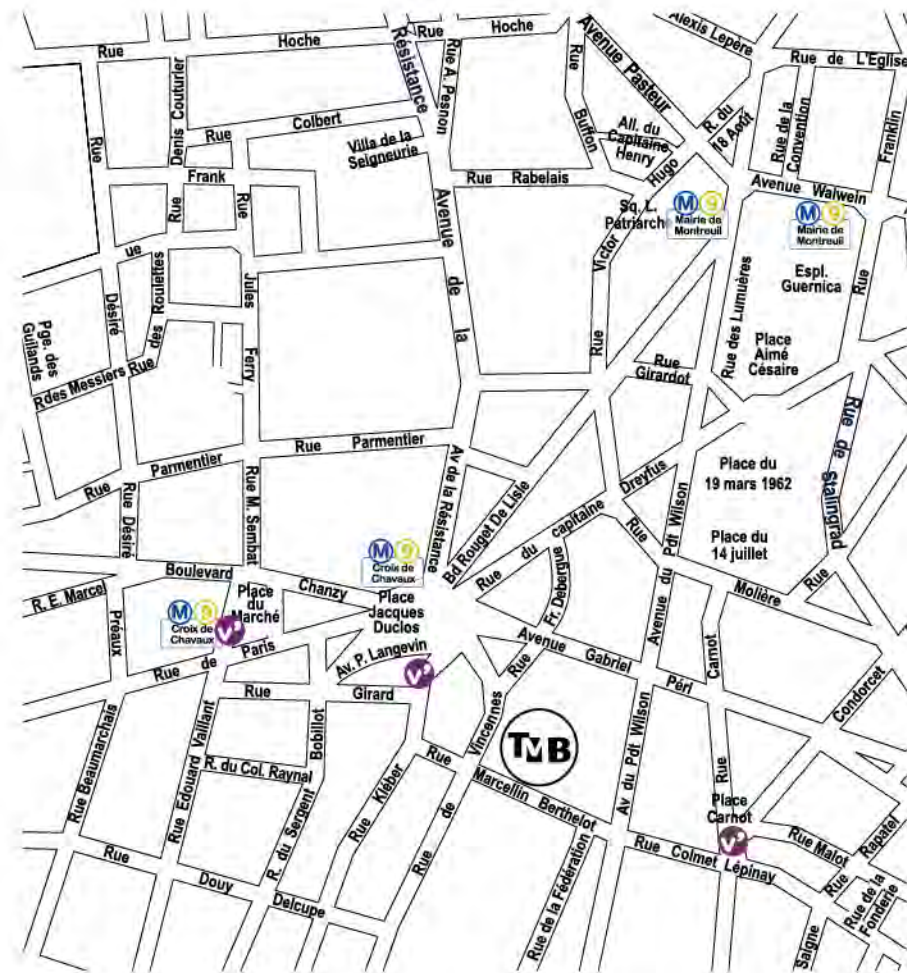 Rue
Hoche
Résistance
Rue
Hoche
Avenue Pasteur
Alexis Lepère
Rue de L'Eglise
Rue
Denis Couturier
Rue A. Pesnon
Rue
Buffon
Rue Colbert
Villa de la
Seigneurie
All. du
Capitaine
Henry
R. du
18 Août
Rue de la
Convention
Franklin
Frank
Rue
Rue
Rue Rabelais
Victor Hugo
Sq. L.
Patriarche
M 9
Mairie de
Montreuil
Avenue Walwein
M 9
Mairie de
Montreuil
Avenue de la
ue
Désiré
Rue des Roulettes
Jules
Ferry
Rue
Rue des Lumuères
Espl.
Guernica
Rue
Pge. des
Guilands
Place
Aimé
Césaire
Rdes Messiers Rue
Rue
Girardot
Rue Parmentier
Rue Parmentier
Rue de Stalingrad
Rue Désiré
Rue M. Sembat
Av de la Résistance
Bd Rouget De Lisle
Rue du capitaine Dreyfus
Rue
Place du
19 mars 1962
Place du
14 juillet
Avenue du Pdt Wilson
M 9
Croix de
Chavaux
Boulevard
Chanzy
R. E. Marcel
Préaux
Place
du
Marché
Place
Jacques
Duclos
M 9
Croix de
Chavaux
Rue Fr. Debergue
Molière
Rue
Carnot
Rue de Paris
Av. P. Langevin
Avenue Gabriel Péri
Rue Girard
Condorcet
Rue Beaumarchais
Rue Edouard Vaillant
Bobillot
R. du Sergent
R. du Col. Raynal
Rue Kléber
Rue
Rue de Vincennes
TMB
Marcellin Berthelot
Av du Pdt Wilson
Rue
Place
Carnot
Rue Malot
Rapatel
Rue Douy Delcupe
Rue Colmet Lépinay
Rue
Rue de la Fédération
Rue de la
Fonderie
Saigne